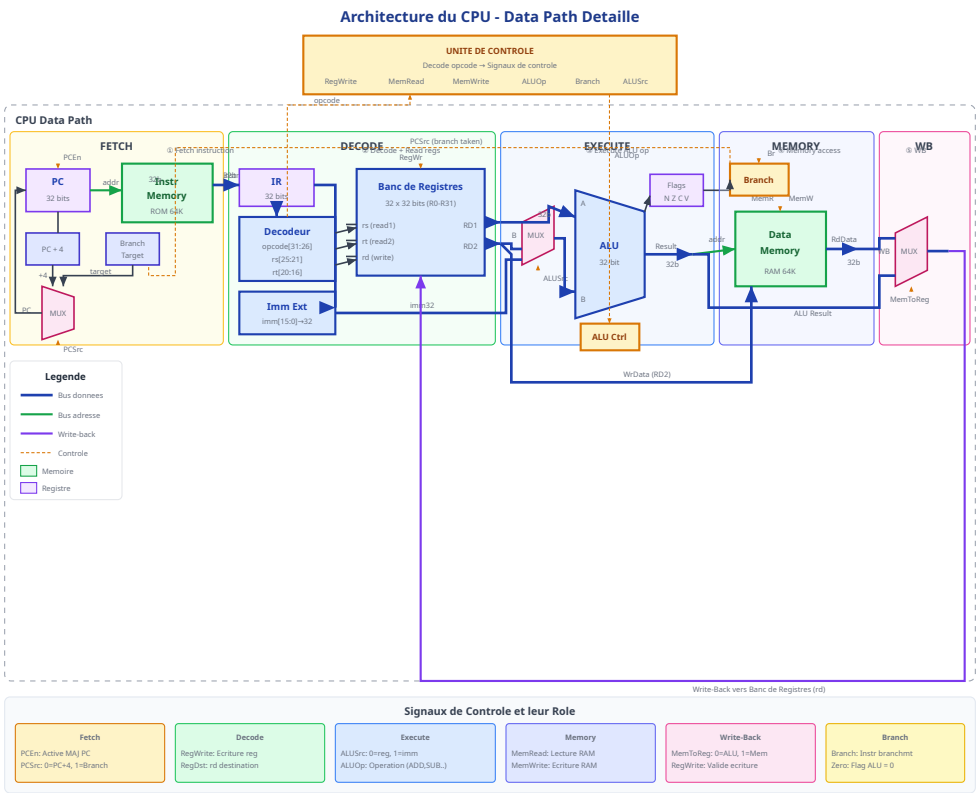 Architecture du CPU - Data Path Detaille
UNITE DE CONTROLE
Decode opcode → Signaux de controle
RegWrite MemRead MemWrite ALUOp Branch ALUSrc
opcode
CPU Data Path
FETCH
① Fetch instruction
PCEn
PC
32 bits
addr
Instr
Memory
ROM 64K
32b
PC + 4
Branch
Target
+4
target
PC
MUX
PCSrc
DECODE
② Decode + Read regs
PCSrc (branch taken)
RegWr
IR
32 bits
Decodeur
opcode[31:26]
rs[25:21]
rt[20:16]
Imm Ext
imm[15:0]→32
Banc de Registres
32 x 32 bits (R0-R31)
rs (read1)
rt (read2)
rd (write)
RD1
RD2
imm32
EXECUTE
③ Execute ALU op
ALUOp
A
ALU
32-bit
B
32b
B
MUX
ALUSrc
Flags
N Z C V
Result
32b
ALU Ctrl
WrData (RD2)
MEMORY
④ Memory access
Br
Branch
MemR MemW
addr
Data
Memory
RAM 64K
RdData
32b
ALU Result
WB
⑤ WB
WB
MUX
MemToReg
Legende
Bus donnees
Bus adresse
Write-back
Controle
Memoire
Registre
Write-Back vers Banc de Registres (rd)
Signaux de Controle et leur Role
Fetch
PCEn: Active MAJ PC
PCSrc: 0=PC+4, 1=Branch
Decode
RegWrite: Ecriture reg
RegDst: rd destination
Execute
ALUSrc: 0=reg, 1=imm
ALUOp: Operation (ADD,SUB..)
Memory
MemRead: Lecture RAM
MemWrite: Ecriture RAM
Write-Back
MemToReg: 0=ALU, 1=Mem
RegWrite: Valide ecriture
Branch
Branch: Instr branchmt
Zero: Flag ALU = 0